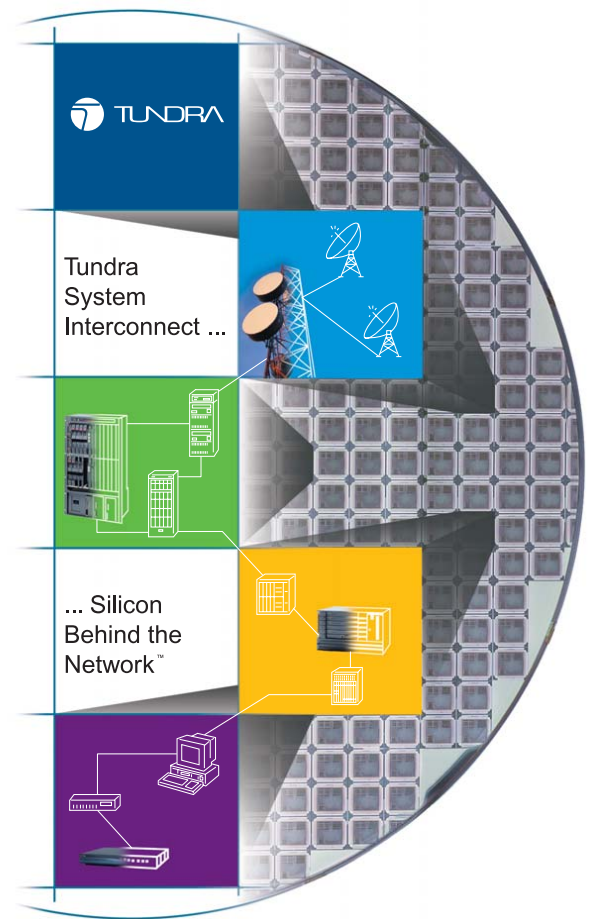 TUNDRA
Tundra
System
Interconnect ...
... Silicon
Behind the
Network™